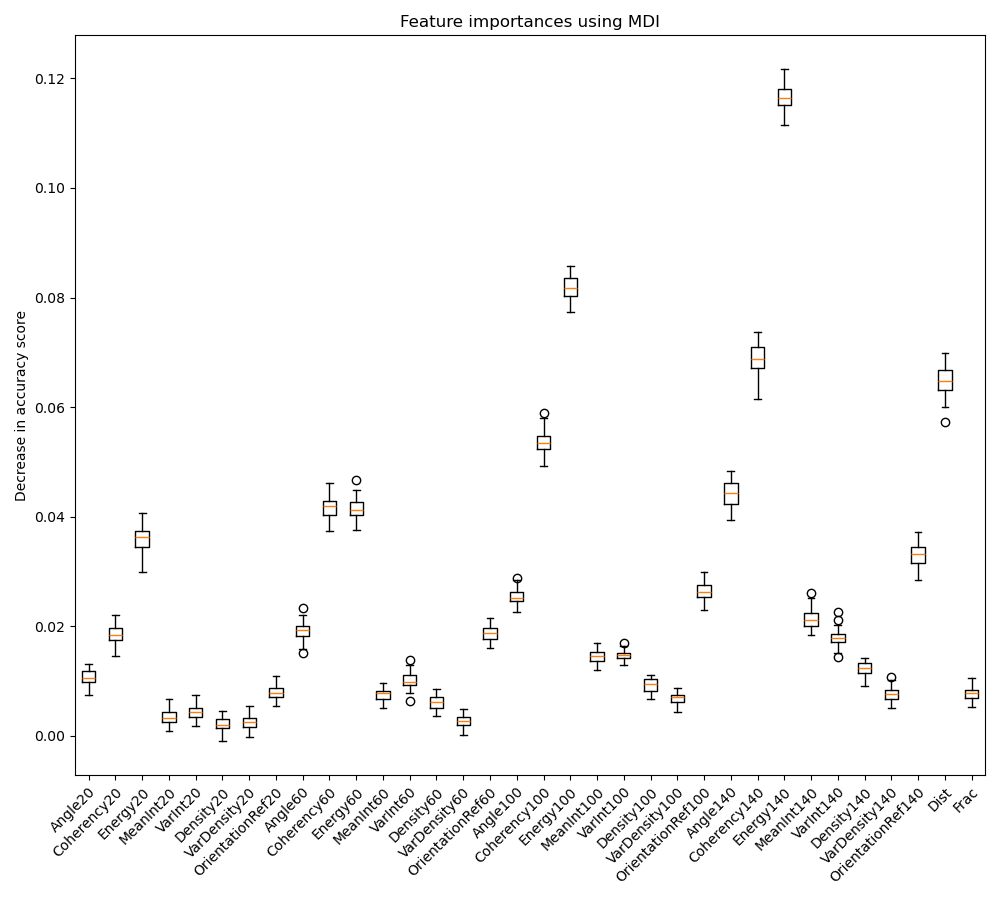 Feature importances using MDI
Decrease in accuracy score
0.12
0.10
0.08
0.06
0.04
0.02
0.00
Angle20
Coherency20
Energy20
MeanInt20
VarInt20
Density20
VarDensity20
OrientationRef20
Angle60
Coherency60
Energy60
MeanInt60
VarInt60
Density60
VarDensity60
OrientationRef60
Angle100
Coherency100
Energy100
MeanInt100
VarInt100
Density100
VarDensity100
OrientationRef100
Angle140
Coherency140
Energy140
MeanInt140
VarInt140
Density140
VarDensity140
OrientationRef140
Dist
Frac